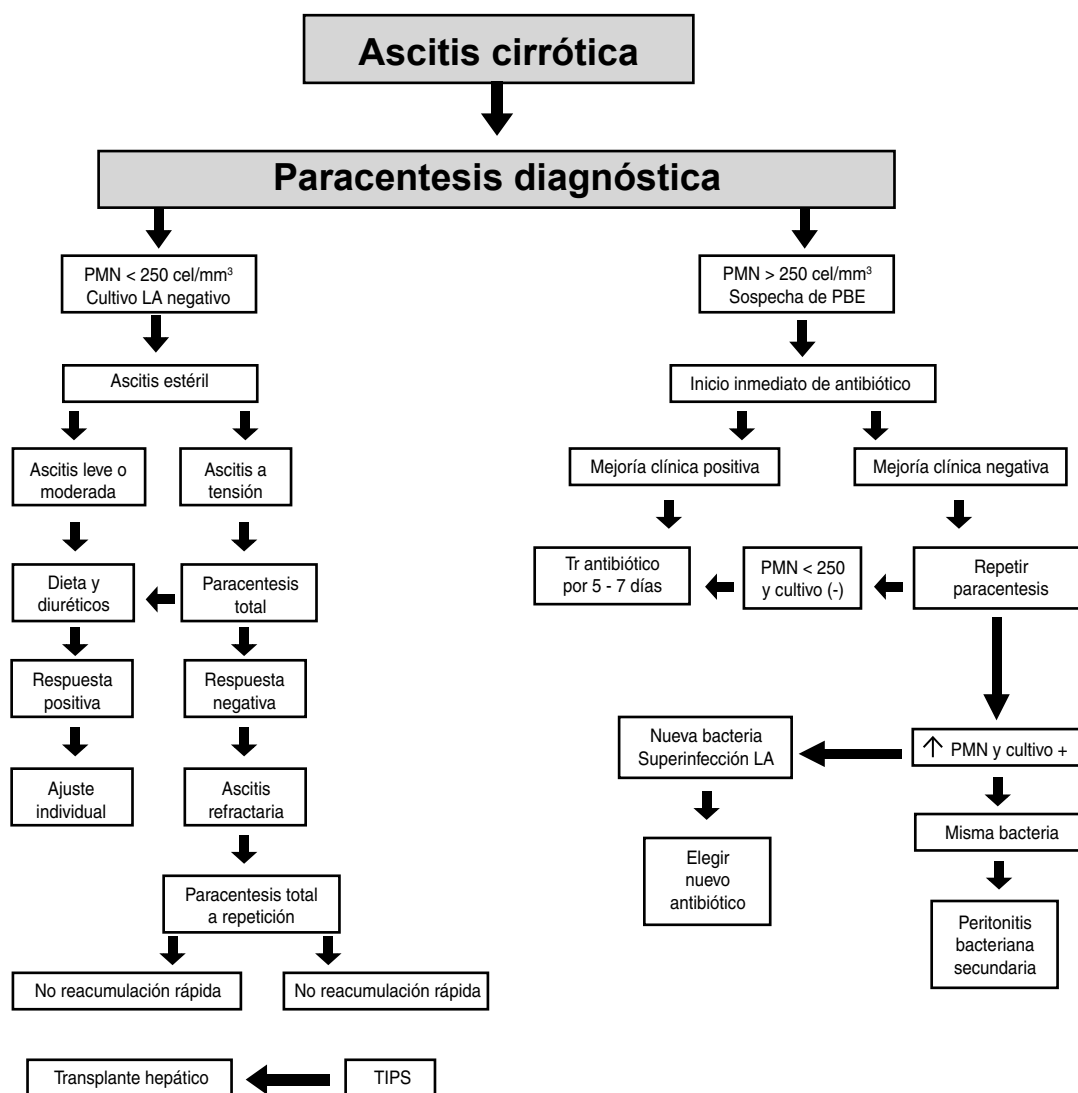 Ascitis cirrótica
Paracentesis diagnóstica
PMN < 250 cel/mm³
Cultivo LA negativo
PMN > 250 cel/mm³
Sospecha de PBE
Ascitis estéril
Inicio inmediato de antibiótico
Ascitis leve o
moderada
Ascitis a
tensión
Mejoría clínica positiva
Mejoría clínica negativa
Dieta y
diuréticos
Paracentesis
total
Tr antibiótico
por 5 - 7 días
PMN < 250
y cultivo (-)
Repetir
paracentesis
Respuesta
positiva
Respuesta
negativa
Nueva bacteria
Superinfección LA
↑ PMN y cultivo +
Ajuste
individual
Ascitis
refractaria
Misma bacteria
Elegir
nuevo
antibiótico
Paracentesis total
a repetición
Peritonitis
bacteriana
secundaria
No reacumulación rápida
No reacumulación rápida
Transplante hepático
TIPS